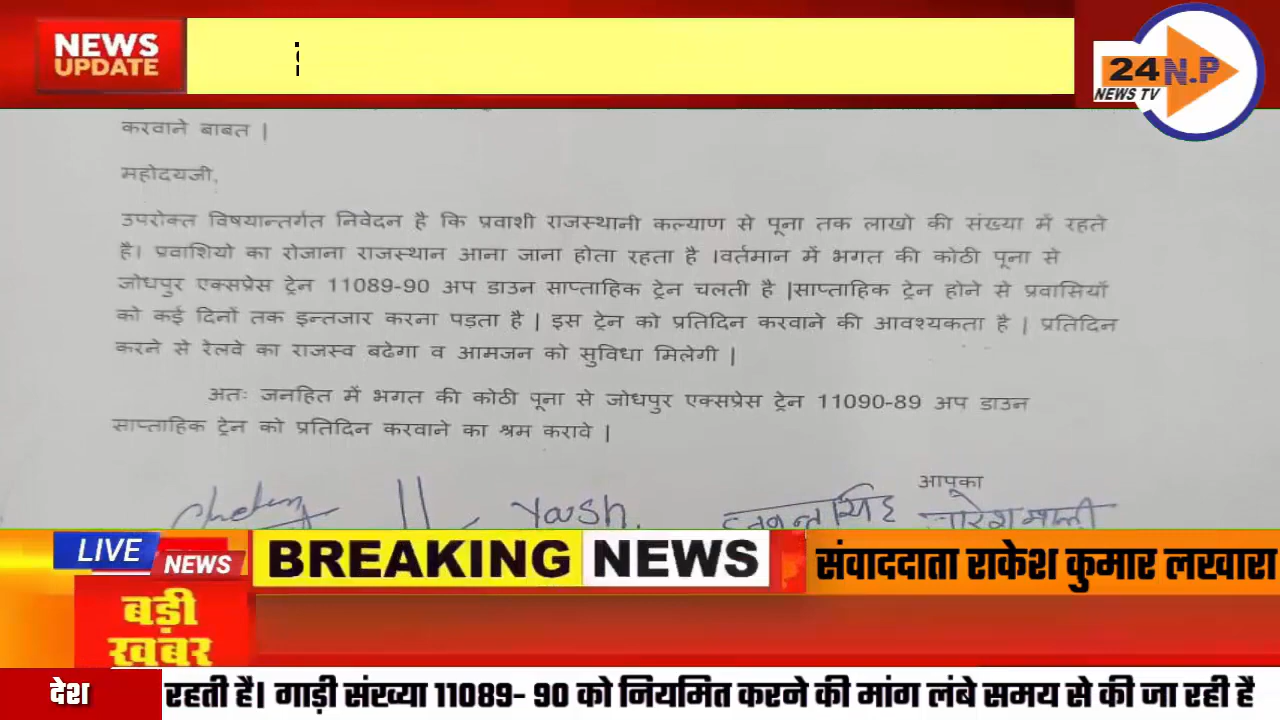 NEWS
UPDATE
24 N.P
NEWS TV
करवाने बाबत |
महोदयजी,
उपरोक्त विषयान्तर्गत निवेदन है कि प्रवाशी राजस्थानी कल्याण से पूना तक लाखो की संख्या में रहते
है। प्रवाशियो का रोजाना राजस्थान आना जाना होता रहता है ।वर्तमान में भगत की कोठी पूना से
जोधपुर एक्सप्रेस ट्रेन 11089-90 अप डाउन साप्ताहिक ट्रेन चलती है |साप्ताहिक ट्रेन होने से प्रवासियों
को कई दिनों तक इन्तजार करना पड़ता है | इस ट्रेन को प्रतिदिन करवाने की आवश्यकता है | प्रतिदिन
करने से रेलवे का राजस्व बढेगा व आमजन को सुविधा मिलेगी |
अतः जनहित में भगत की कोठी पूना से जोधपुर एक्सप्रेस ट्रेन 11090-89 अप डाउन
साप्ताहिक ट्रेन को प्रतिदिन करवाने का श्रम करावे |
आपका
Yash.
LIVE
NEWS
BREAKING NEWS
संवाददाता राकेश कुमार लखारा
बड़ी
खबर
देश
रहती है। गाड़ी संख्या 11089- 90 को नियमित करने की मांग लंबे समय से की जा रही है